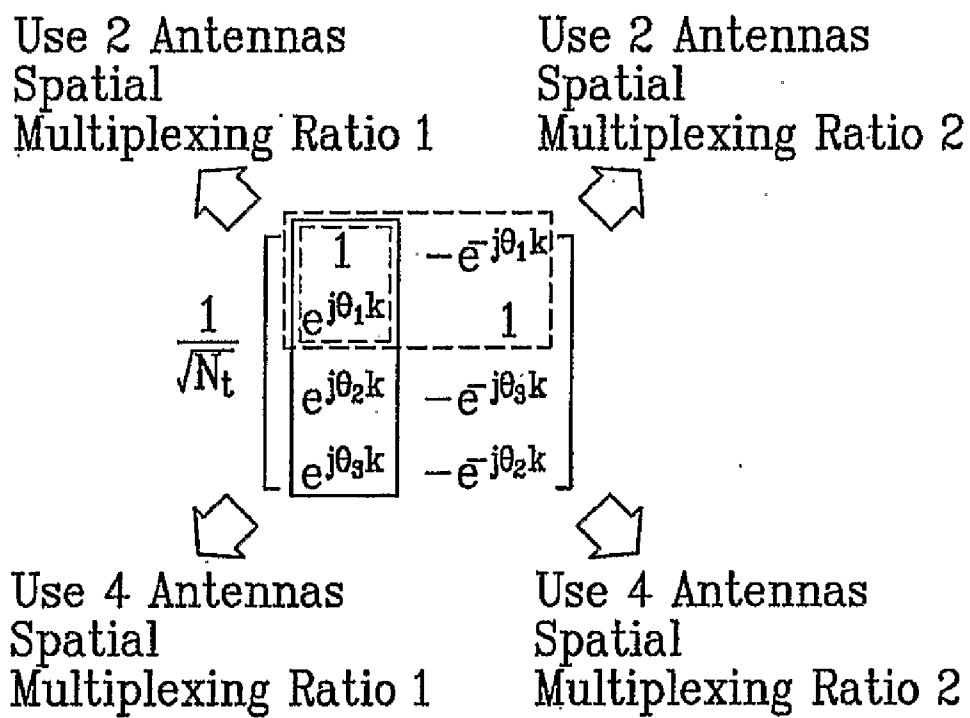 Use 2 Antennas
Spatial
Multiplexing Ratio 1
Use 2 Antennas
Spatial
Multiplexing Ratio 2
1/√Nₜ
1 −e^-jθ₁k
e^jθ₁k 1
e^jθ₂k −e^-jθ₃k
e^jθ₃k −e^-jθ₂k
Use 4 Antennas
Spatial
Multiplexing Ratio 1
Use 4 Antennas
Spatial
Multiplexing Ratio 2